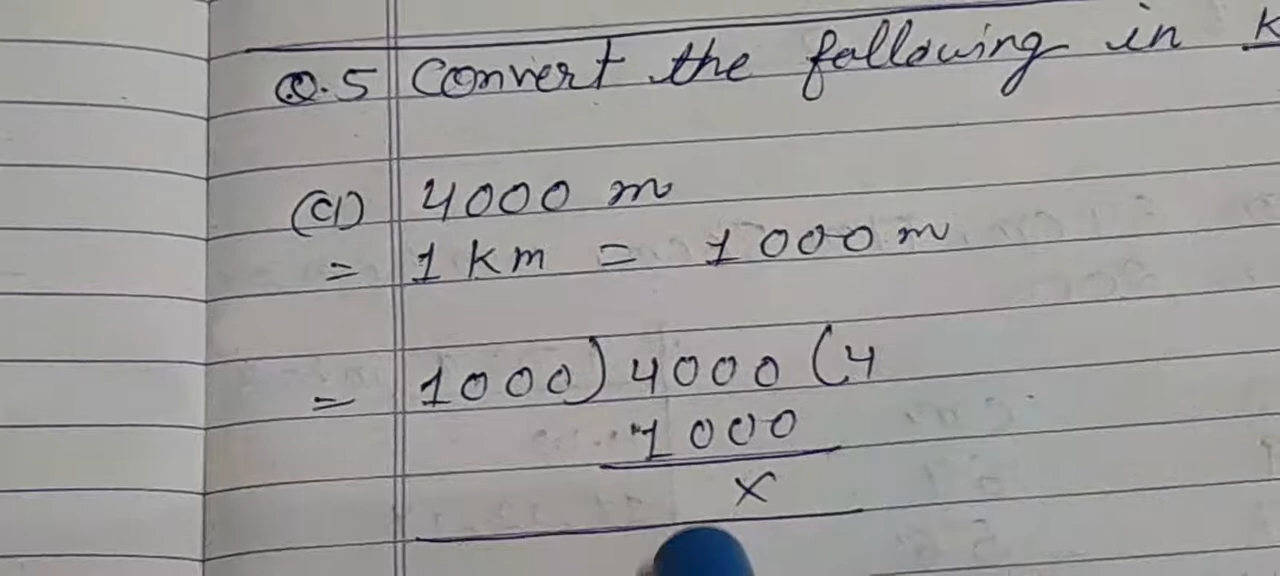 Q.5 Convert the following in K
(a) 4000 m
= 1 Km = 1000 m
= 1000) 4000 (4
1000
x